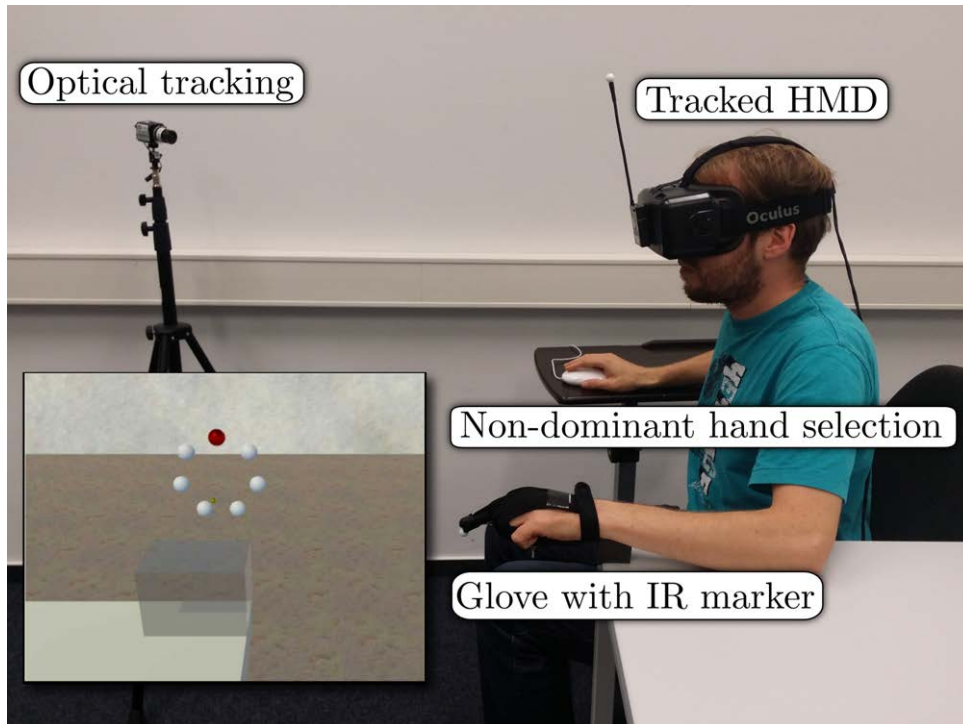 Optical tracking
Tracked HMD
Oculus
Non-dominant hand selection
Glove with IR marker